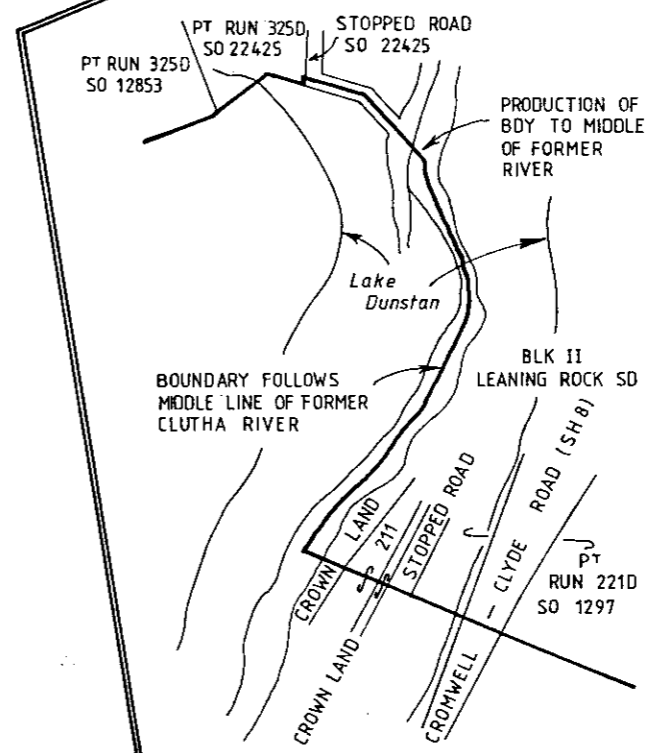 PT RUN 325D
SO 22425
STOPPED ROAD
SO 22425
PT RUN 325D
SO 12853
PRODUCTION OF
BDY TO MIDDLE
OF FORMER
RIVER
Lake
Dunstan
BOUNDARY FOLLOWS
MIDDLE LINE OF FORMER
CLUTHA RIVER
BLK II
LEANING ROCK SD
CROWN LAND
211
STOPPED ROAD
CROWN LAND
CROMWELL - CLYDE ROAD (SH8)
PT
RUN 221D
SO 1297